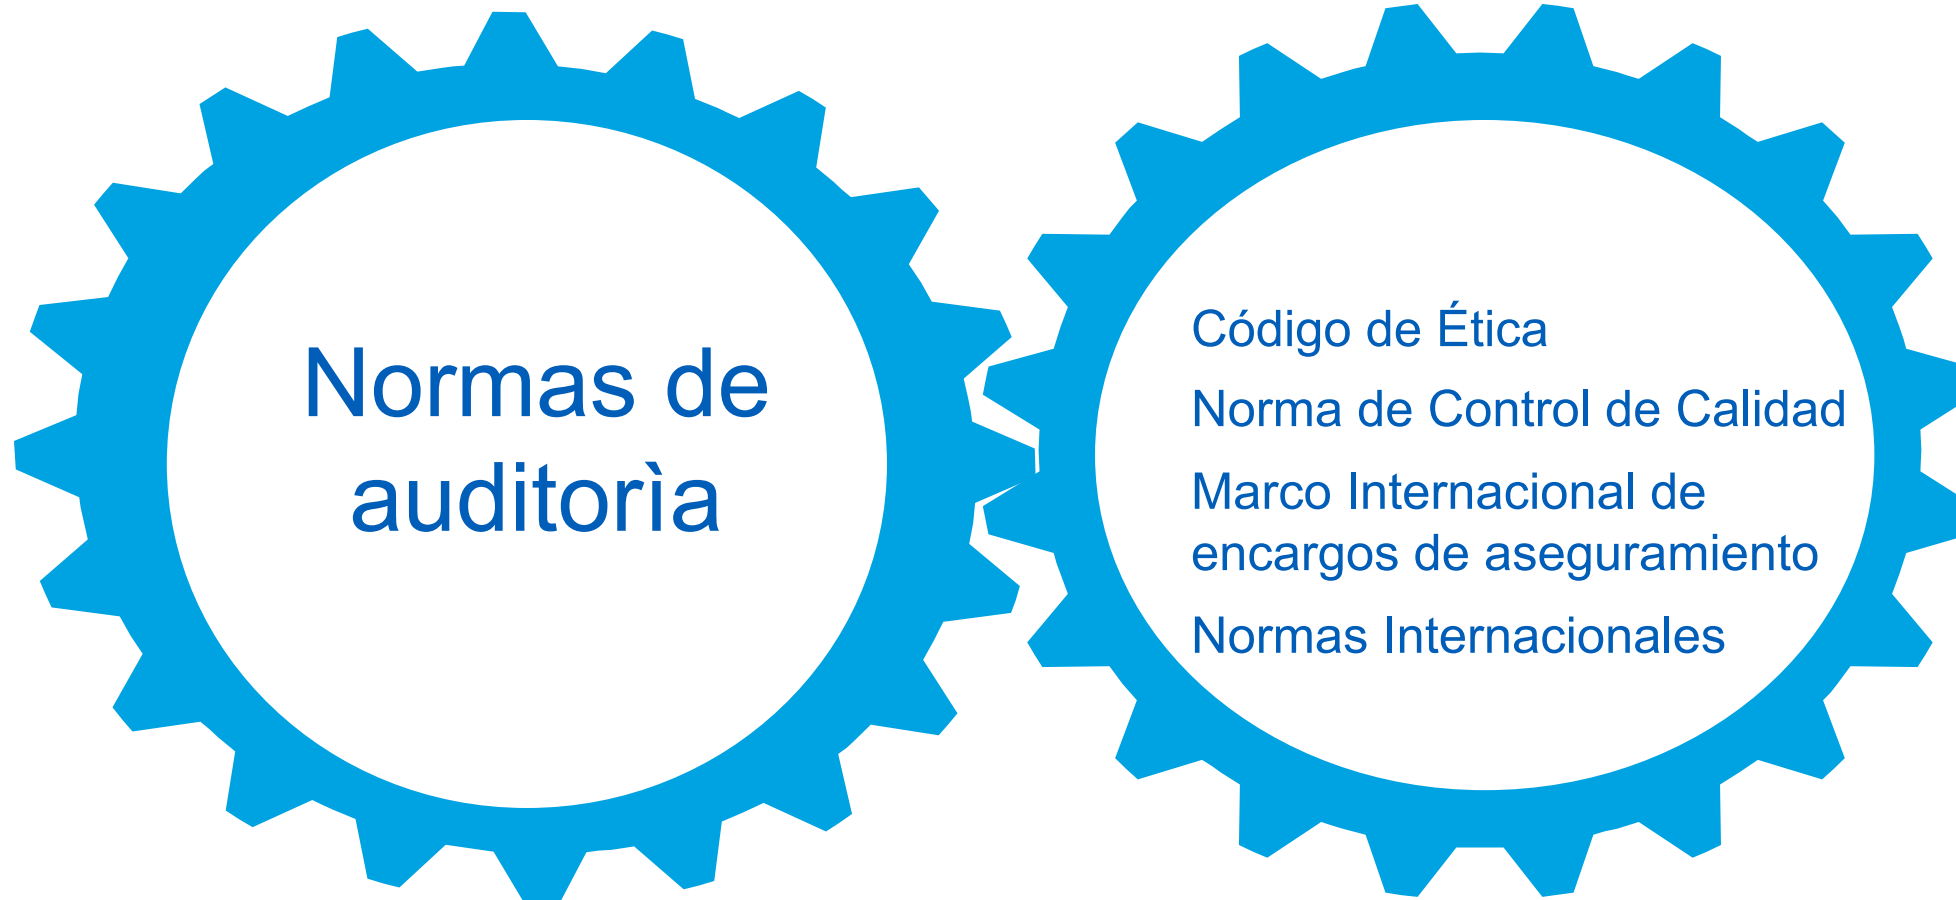 Normas de
auditorìa
Código de Ética
Norma de Control de Calidad
Marco Internacional de
encargos de aseguramiento
Normas Internacionales